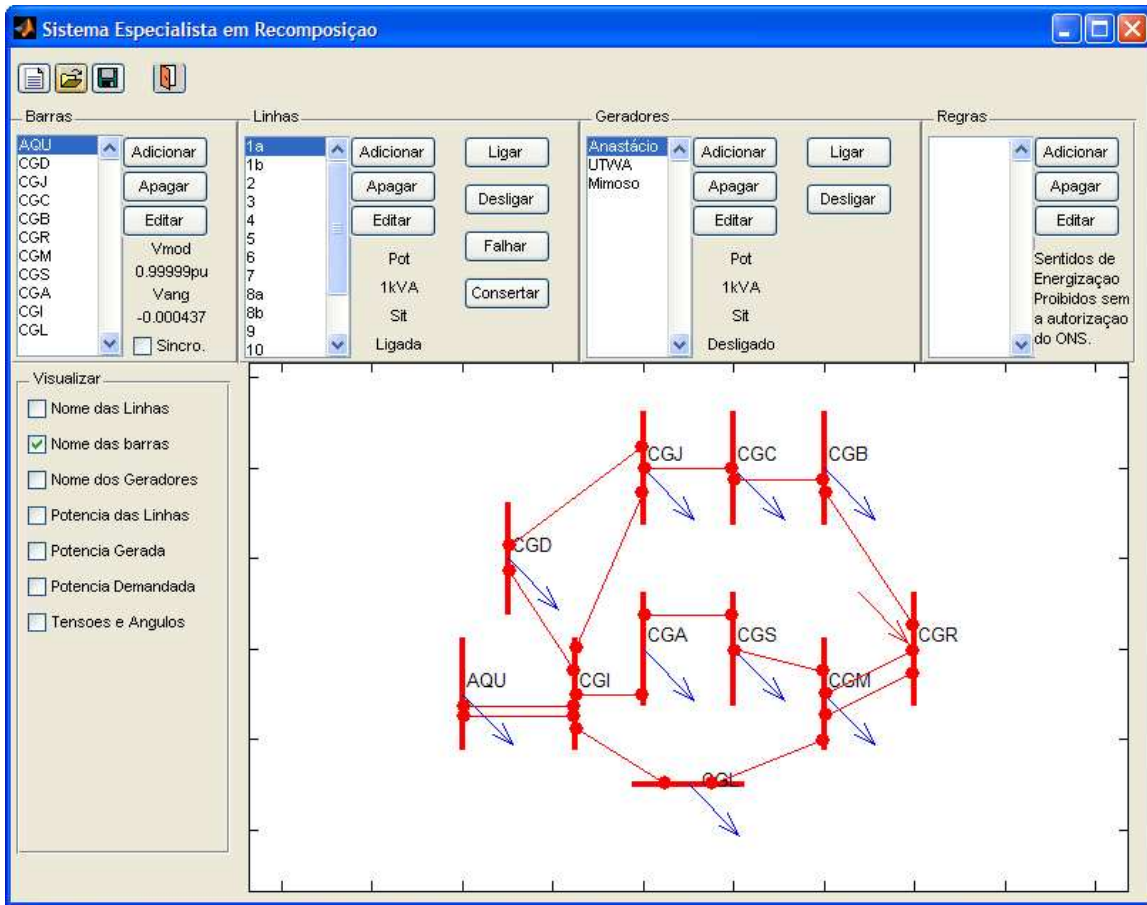 Sistema Especialista em Recomposiçao
Barras
Linhas
Geradores
Regras
AQU
CGD
CGJ
CGC
CGB
CGR
CGM
CGS
CGA
CGI
CGL
Adicionar
Apagar
Editar
Vmod
0.99999pu
Vang
-0.000437
Sincro.
1a
1b
2
3
4
5
6
7
8a
8b
9
10
Adicionar
Apagar
Editar
Pot
1kVA
Sit
Ligada
Ligar
Desligar
Falhar
Consertar
Anastácio
UTWA
Mimoso
Adicionar
Apagar
Editar
Pot
1kVA
Sit
Desligado
Ligar
Desligar
Adicionar
Apagar
Editar
Sentidos de
Energizaçao
Proibidos sem
a autorizaçao
do ONS.
Visualizar
Nome das Linhas
Nome das barras
Nome dos Geradores
Potencia das Linhas
Potencia Gerada
Potencia Demandada
Tensoes e Angulos
CGJ
CGC
CGB
CGD
CGA
CGS
CGR
AQU
CGI
CGM
CGL